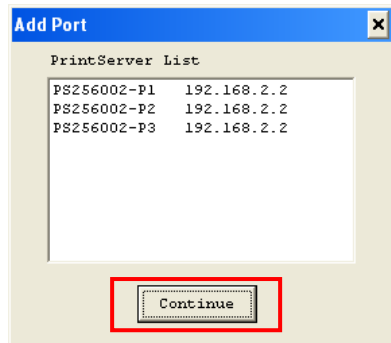 Add Port
PrintServer List
PS256002-P1 192.168.2.2
PS256002-P2 192.168.2.2
PS256002-P3 192.168.2.2
Continue